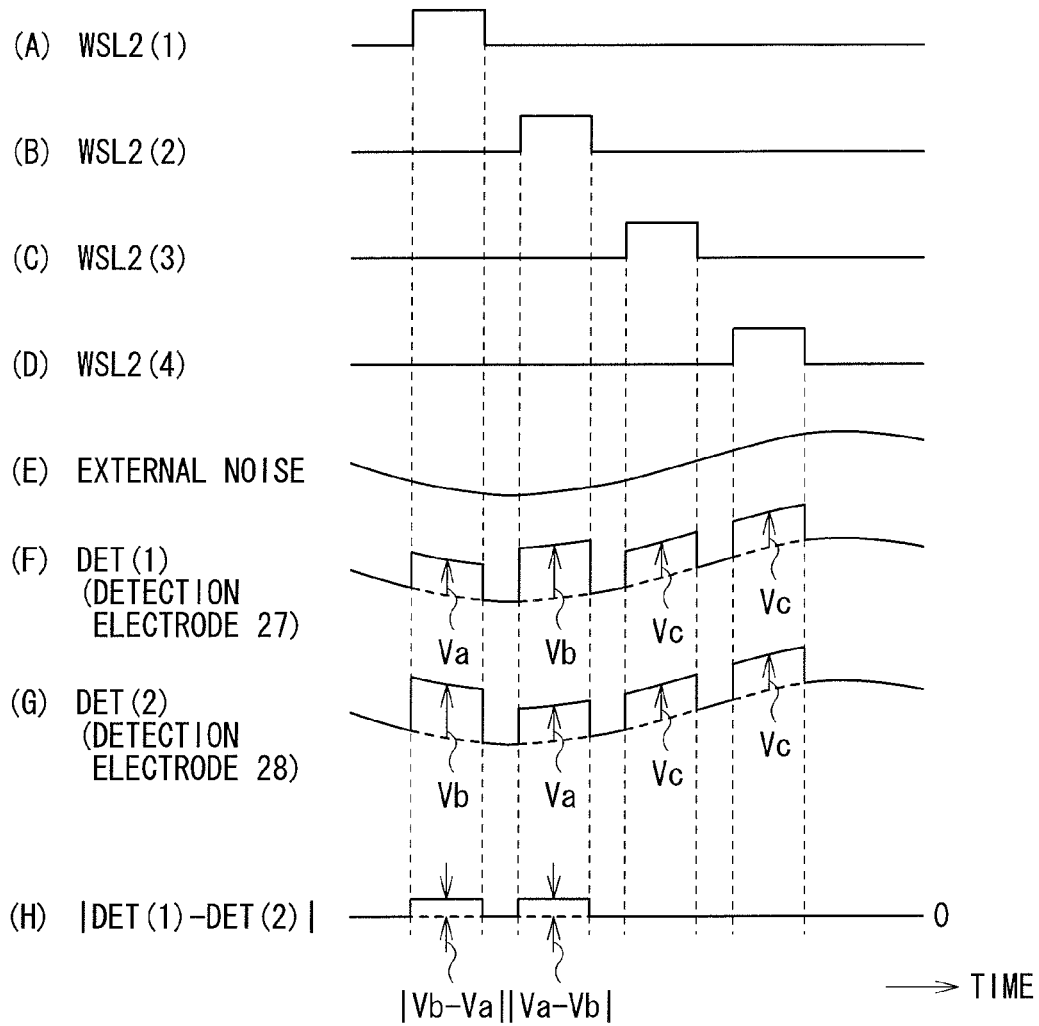 (A) WSL2(1)
(B) WSL2(2)
(C) WSL2(3)
(D) WSL2(4)
(E) EXTERNAL NOISE
(F) DET(1)
(DETECTION
ELECTRODE 27)
Va
Vb
Vc
Vc
(G) DET(2)
(DETECTION
ELECTRODE 28)
Vb
Va
Vc
Vc
(H) |DET(1)-DET(2)|
0
|Vb-Va||Va-Vb|
TIME